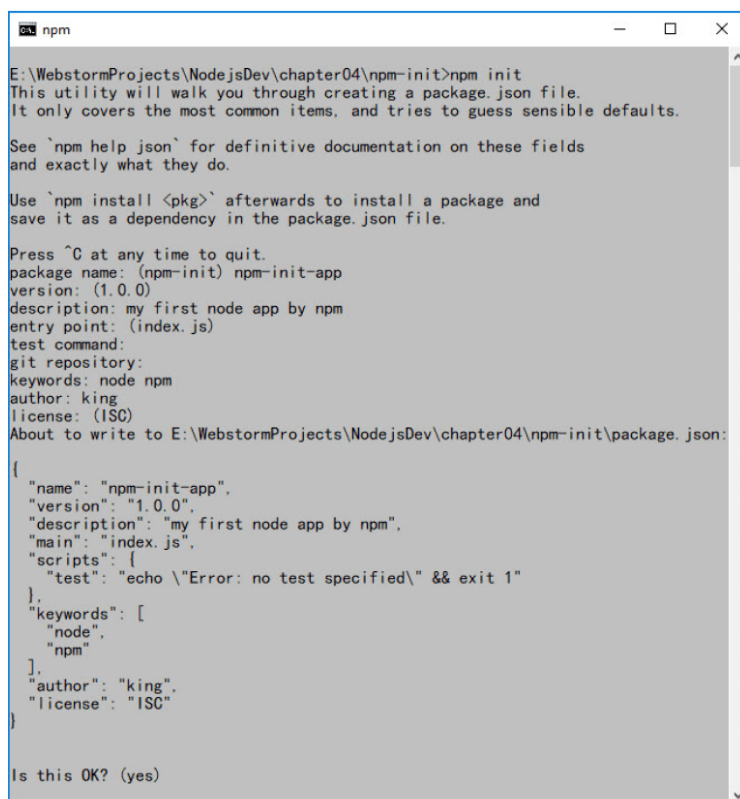 npm
E:\WebstormProjects\NodejsDev\chapter04\npm-init>npm init
This utility will walk you through creating a package.json file.
It only covers the most common items, and tries to guess sensible defaults.
See `npm help json` for definitive documentation on these fields
and exactly what they do.
Use `npm install <pkg>` afterwards to install a package and
save it as a dependency in the package.json file.
Press ^C at any time to quit.
package name: (npm-init) npm-init-app
version: (1.0.0)
description: my first node app by npm
entry point: (index.js)
test command:
git repository:
keywords: node npm
author: king
license: (ISC)
About to write to E:\WebstormProjects\NodejsDev\chapter04\npm-init\package.json:
{
  "name": "npm-init-app",
  "version": "1.0.0",
  "description": "my first node app by npm",
  "main": "index.js",
  "scripts": {
    "test": "echo \"Error: no test specified\" && exit 1"
  },
  "keywords": [
    "node",
    "npm"
  ],
  "author": "king",
  "license": "ISC"
}
Is this OK? (yes)